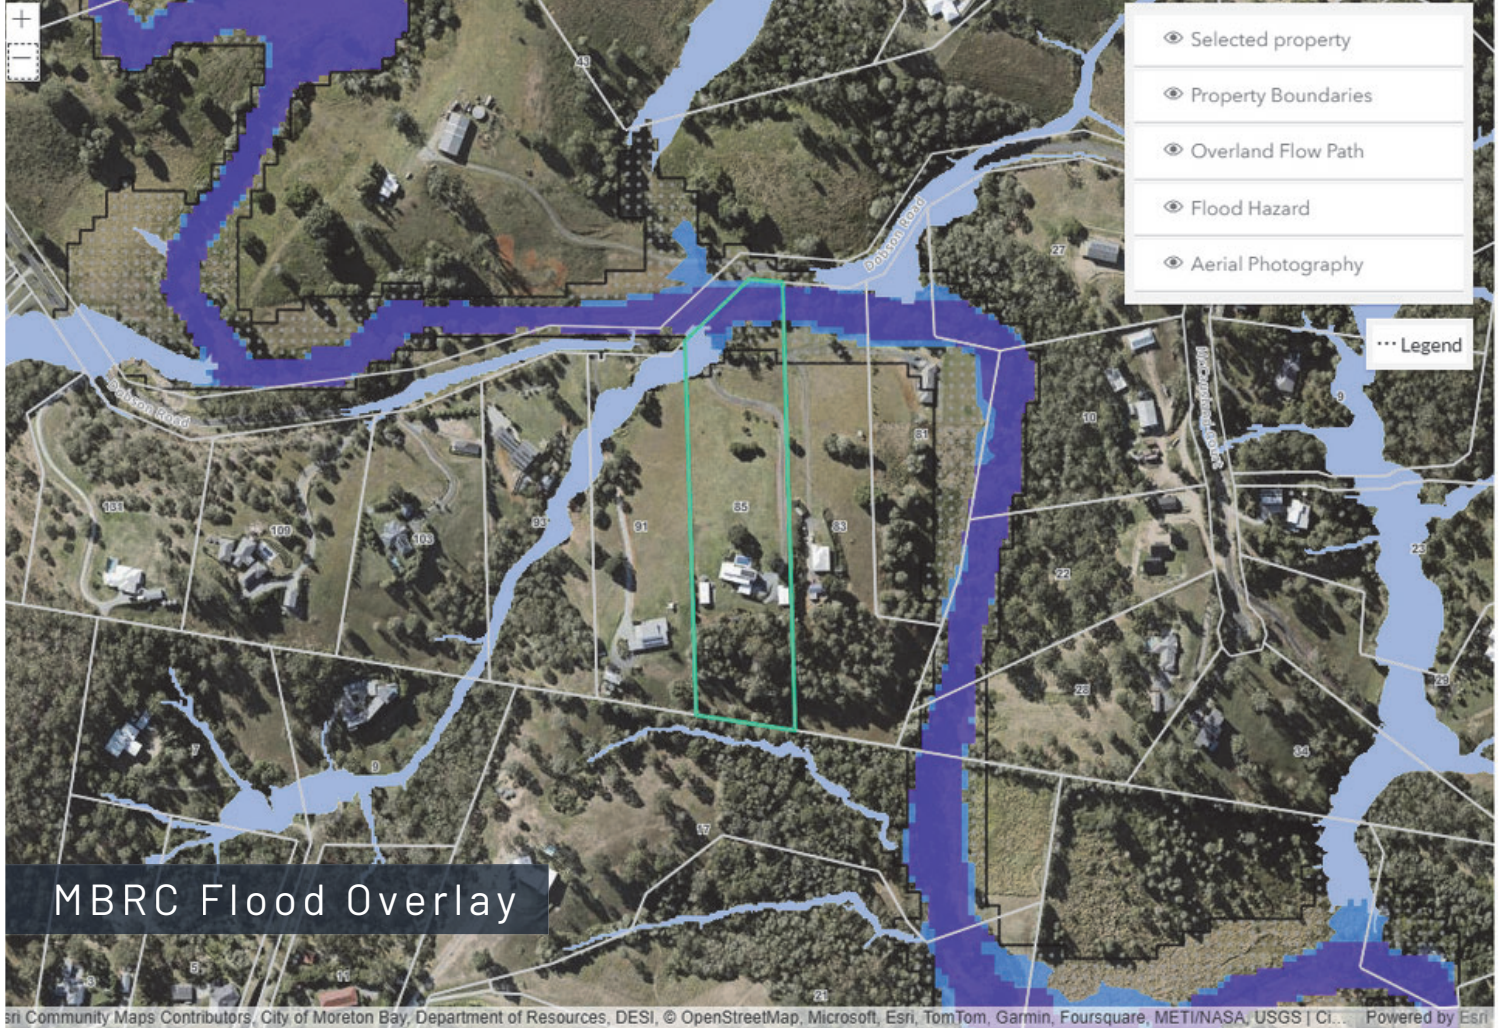 +
−
Selected property
Property Boundaries
Overland Flow Path
Flood Hazard
Aerial Photography
··· Legend
43
Dobson Road
27
Dobson Road
9
10
81
131
109
103
93
91
85
83
22
23
28
29
34
7
9
17
MBRC Flood Overlay
3
5
11
21
sri Community Maps Contributors, City of Moreton Bay, Department of Resources, DESI, © OpenStreetMap, Microsoft, Esri, TomTom, Garmin, Foursquare, METI/NASA, USGS | Ci... Powered by Esri